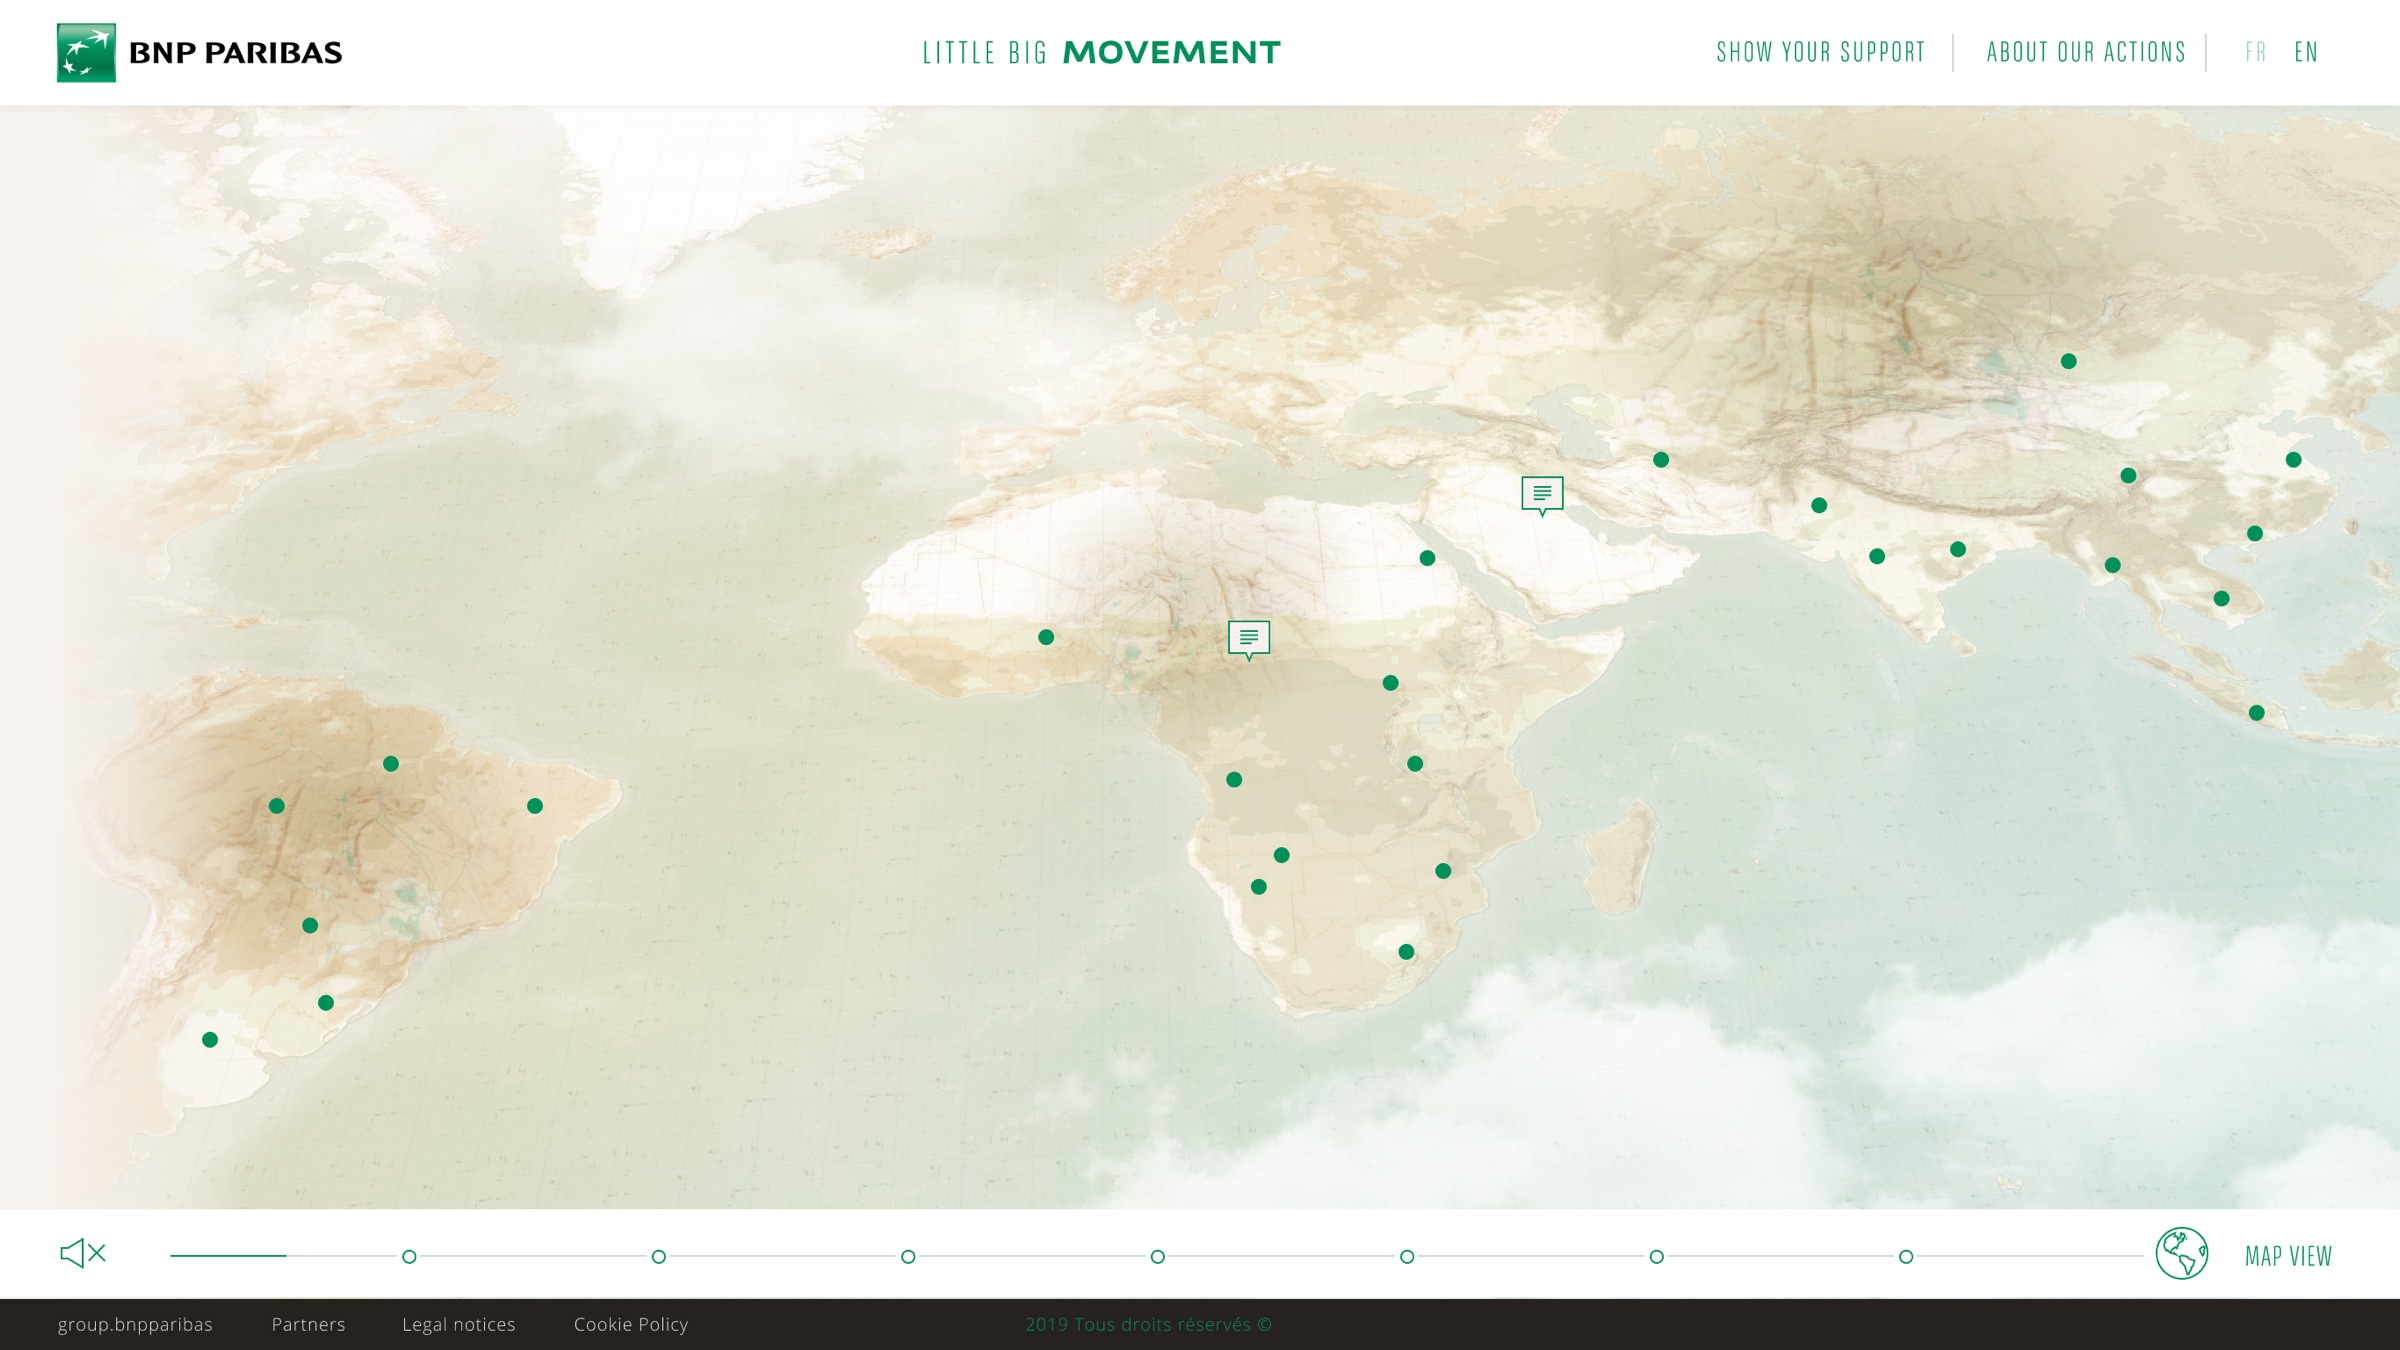 BNP PARIBAS
LITTLE BIG MOVEMENT
SHOW YOUR SUPPORT
ABOUT OUR ACTIONS
FR EN
MAP VIEW
group.bnpparibas
Partners
Legal notices
Cookie Policy
2019 Tous droits réservés ©